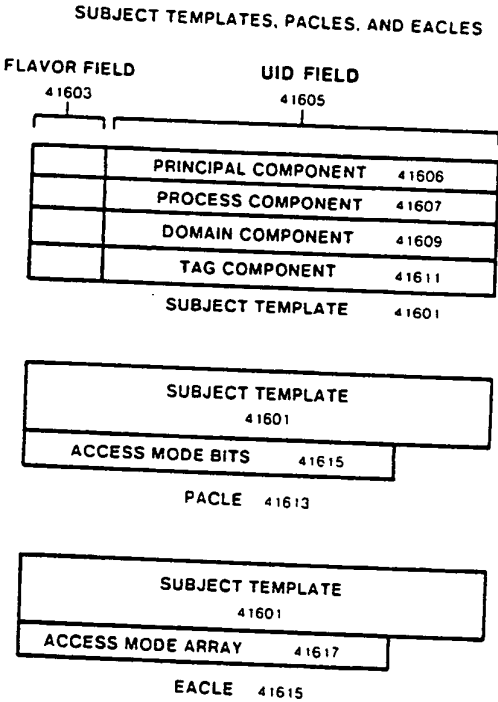 SUBJECT TEMPLATES, PACLES, AND EACLES
FLAVOR FIELD
41603
UID FIELD
41605
PRINCIPAL COMPONENT 41606
PROCESS COMPONENT 41607
DOMAIN COMPONENT 41609
TAG COMPONENT 41611
SUBJECT TEMPLATE 41601
SUBJECT TEMPLATE
41601
ACCESS MODE BITS 41615
PACLE 41613
SUBJECT TEMPLATE
41601
ACCESS MODE ARRAY 41617
EACLE 41615